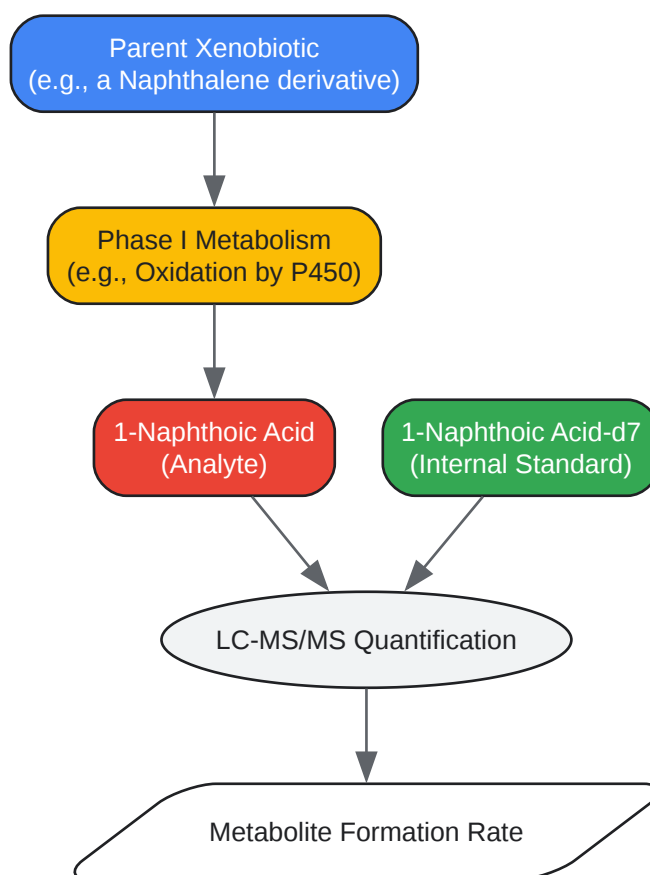 Parent Xenobiotic
(e.g., a Naphthalene derivative)
Phase I Metabolism
(e.g., Oxidation by P450)
1-Naphthoic Acid
(Analyte)
1-Naphthoic Acid-d7
(Internal Standard)
LC-MS/MS Quantification
Metabolite Formation Rate